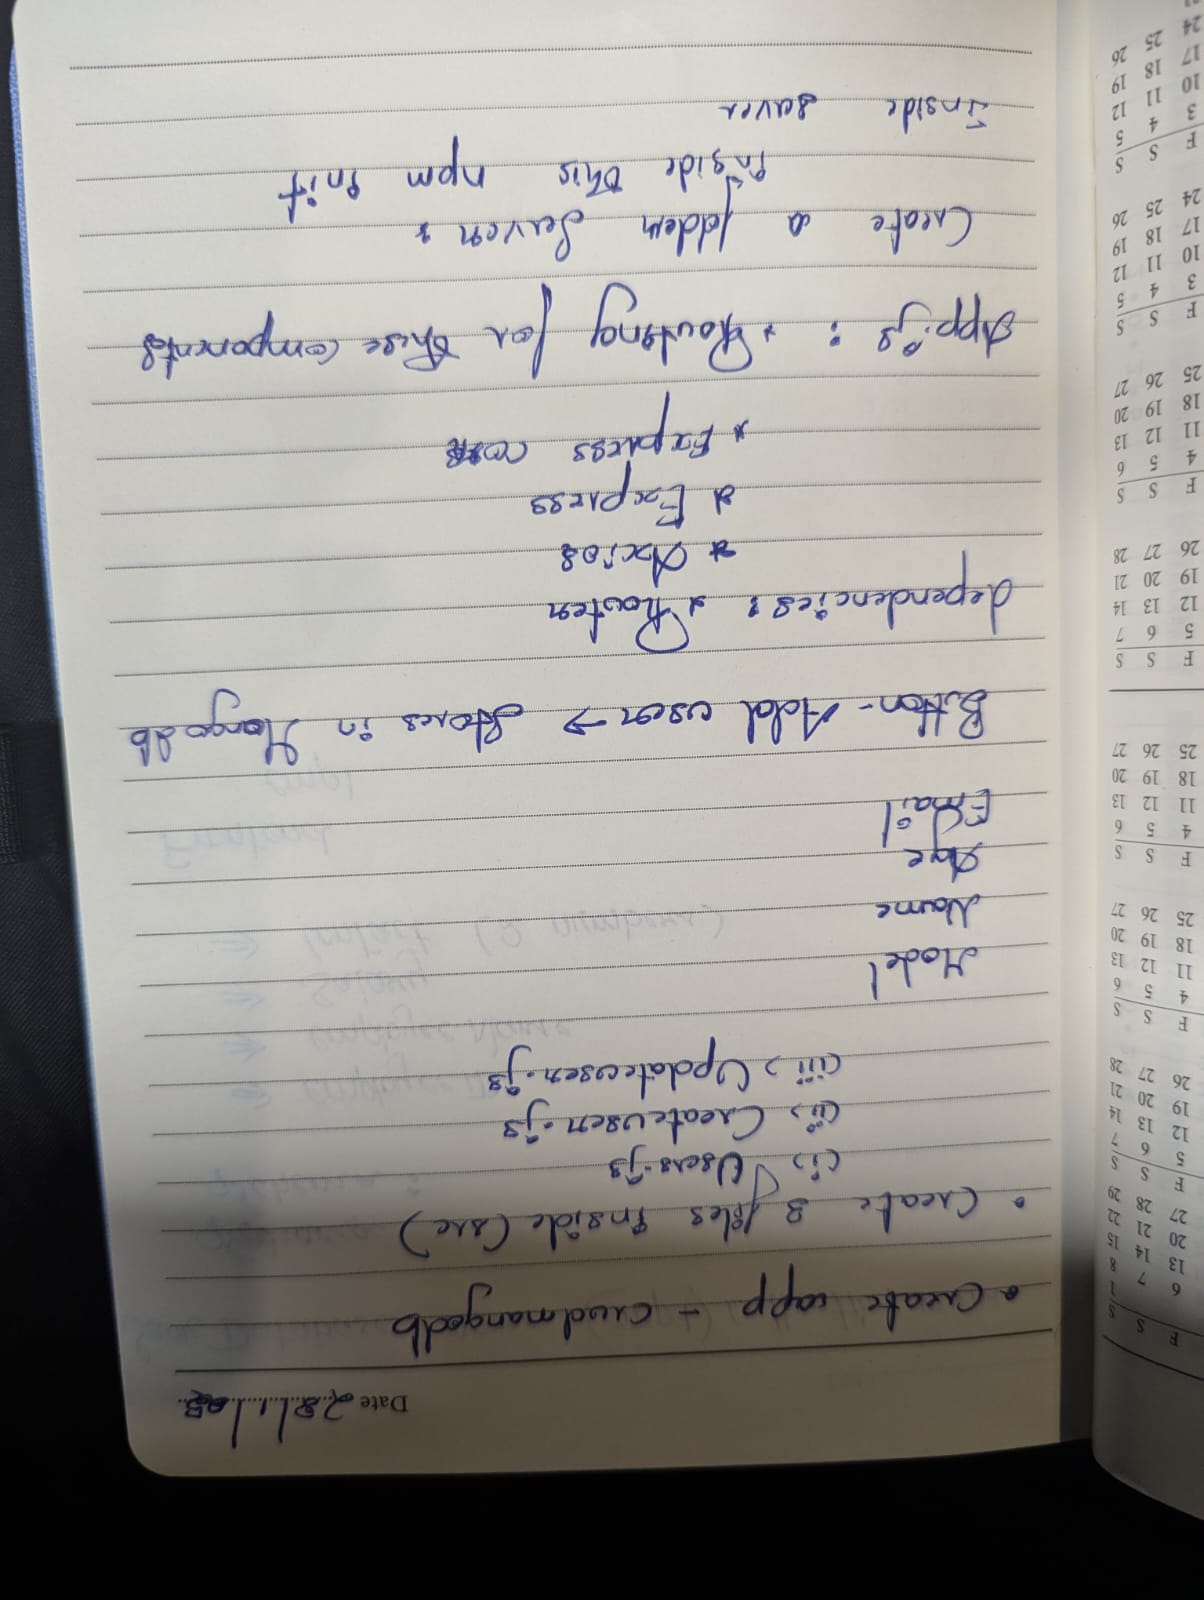 Date 28/1/
• Create app - crudmangodb
• Create 3 files inside (src)
(i) Users.js
(ii) Createuser.js
(iii) Updateuser.js
Model
Name
Age
Email
Button - Add user → Stores in Mangodb
dependencies: * Router
* Axios
* Express
* Express cors
App.js : * Routing for these components
Create a folder Server *
inside this npm init
Inside server
F S S
6 7 1 8
13 14 15
20 21 22
27 28 29
F S S
5 6 7
12 13 14
19 20 21
26 27 28
F S S
4 5 6
11 12 13
18 19 20
25 26 27
F S S
4 5 6
11 12 13
18 19 20
25 26 27
F S S
5 6 7
12 13 14
19 20 21
26 27 28
F S S
4 5 6
11 12 13
18 19 20
25 26 27
F S S
3 4 5
10 11 12
17 18 19
24 25 26
F S S
3 4 5
10 11 12
17 18 19
24 25 26